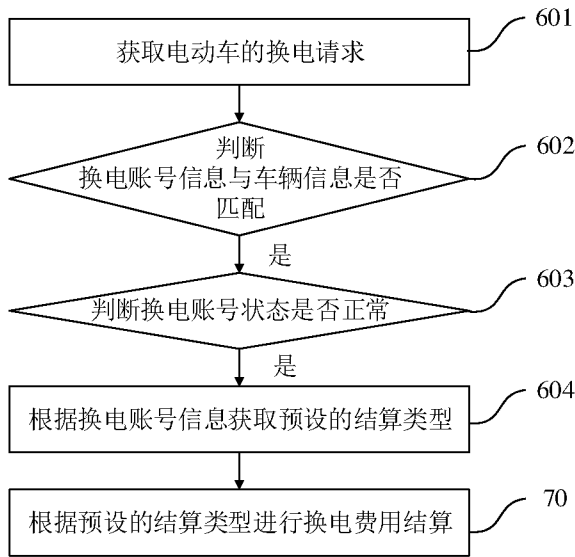 获取电动车的换电请求
601
判断
换电账号信息与车辆信息是否
匹配
602
是
判断换电账号状态是否正常
603
是
根据换电账号信息获取预设的结算类型
604
根据预设的结算类型进行换电费用结算
70